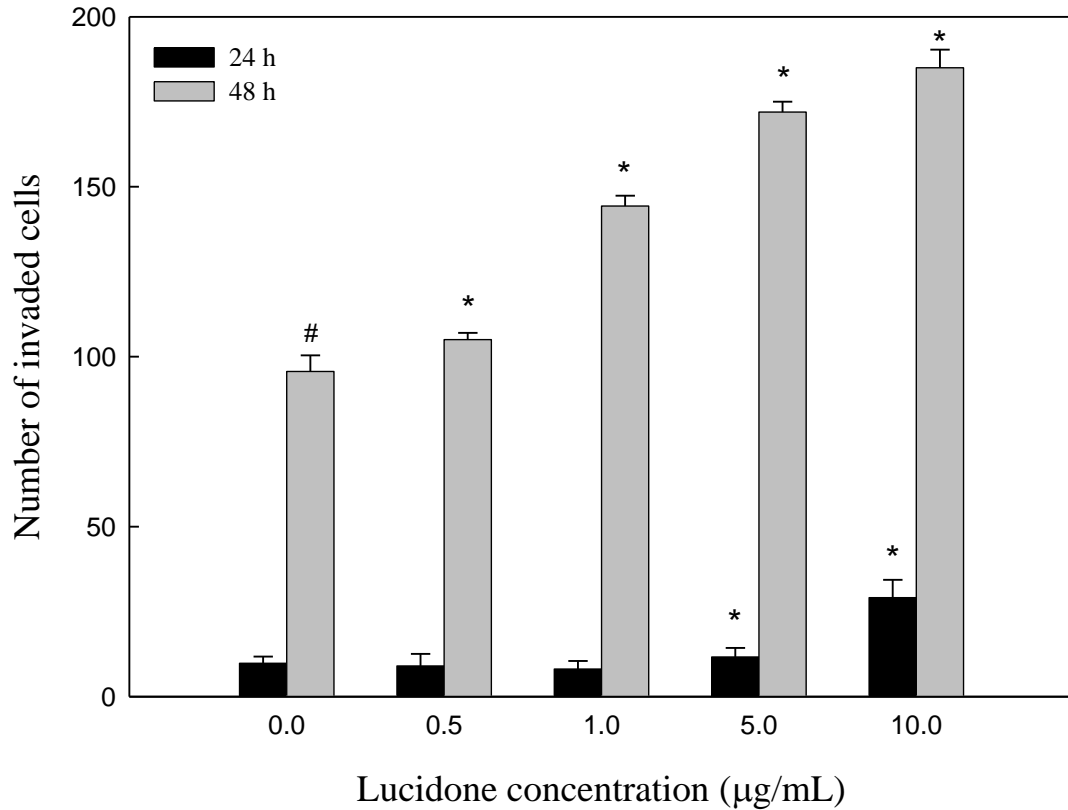 200
150
100
50
0
Number of invaded cells
24 h
48 h
#
*
*
*
*
*
*
0.0 0.5 1.0 5.0 10.0
Lucidone concentration (μg/mL)